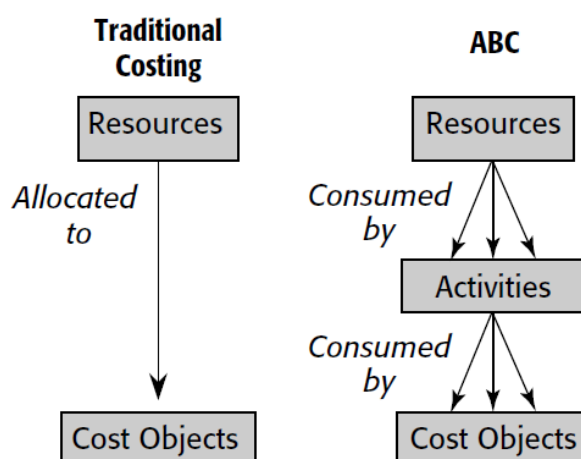 Traditional
Costing
Resources
Allocated
to
Cost Objects
ABC
Resources
Consumed
by
Activities
Consumed
by
Cost Objects